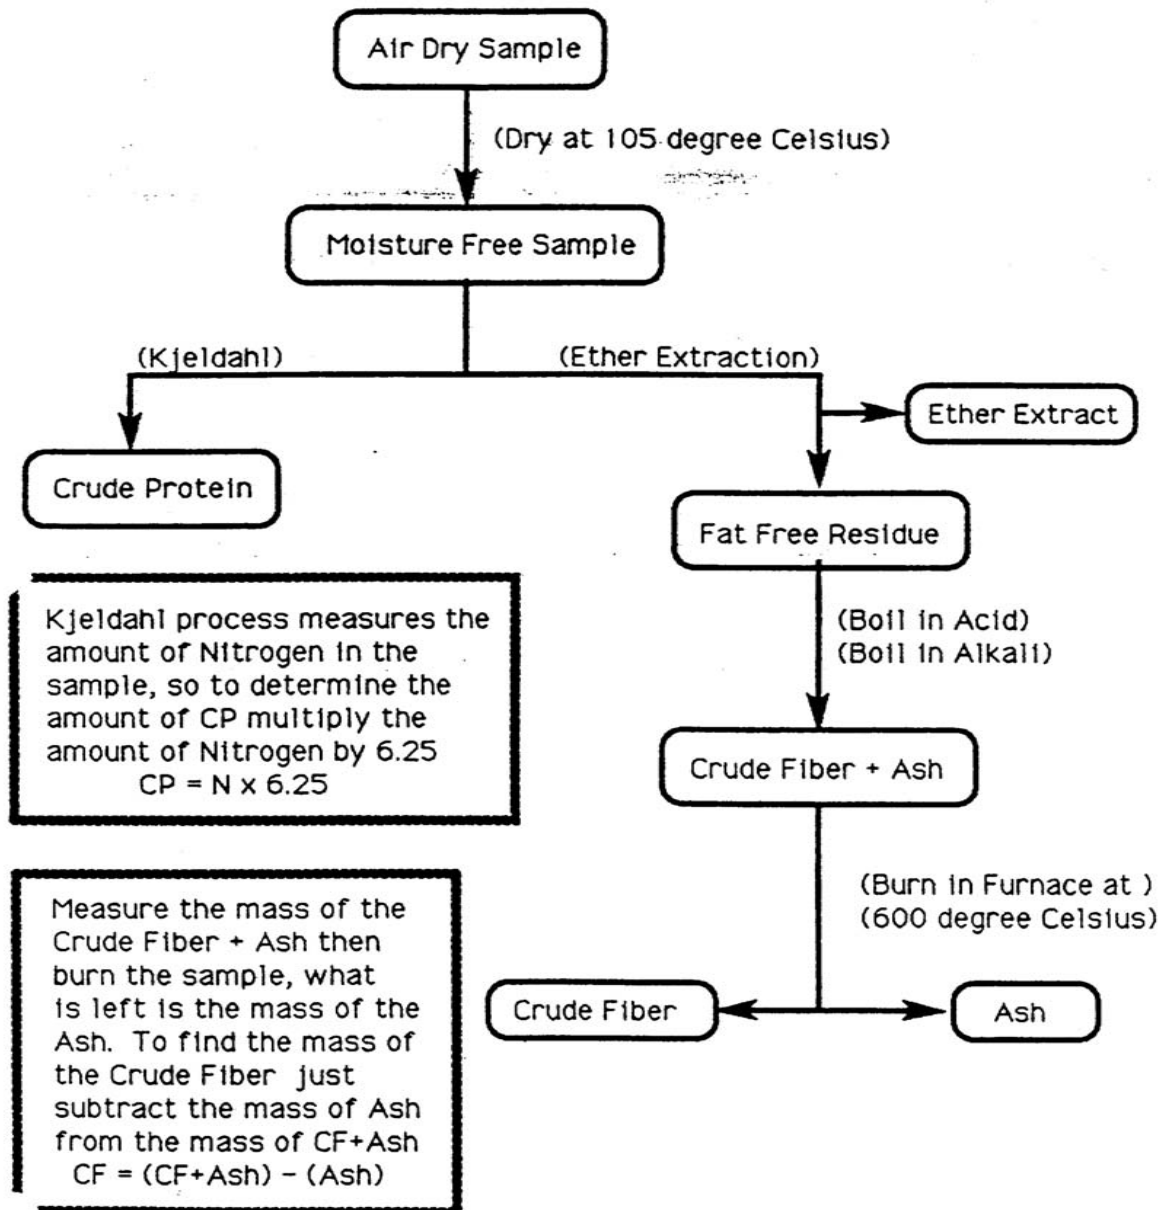 Air Dry Sample
(Dry at 105 degree Celsius)
Moisture Free Sample
(Kjeldahl)
(Ether Extraction)
Ether Extract
Crude Protein
Fat Free Residue
Kjeldahl process measures the
amount of Nitrogen in the
sample, so to determine the
amount of CP multiply the
amount of Nitrogen by 6.25
CP = N x 6.25
(Boil in Acid)
(Boil in Alkali)
Crude Fiber + Ash
(Burn in Furnace at )
(600 degree Celsius)
Measure the mass of the
Crude Fiber + Ash then
burn the sample, what
is left is the mass of the
Ash. To find the mass of
the Crude Fiber just
subtract the mass of Ash
from the mass of CF+Ash
CF = (CF+Ash) - (Ash)
Crude Fiber
Ash